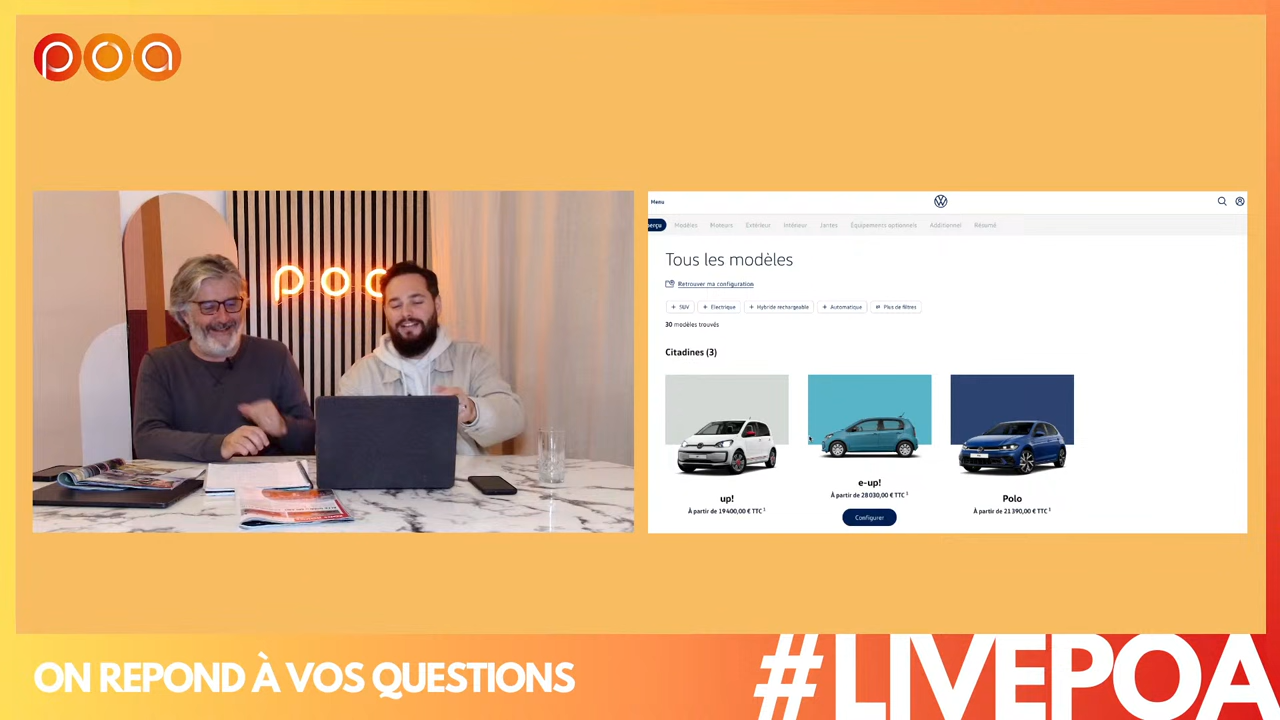 poa
poa
Menu
Modèles Moteurs Extérieur Intérieur Jantes Équipements optionnels Additionnel Résumé
Tous les modèles
Retrouver ma configuration
+ SUV + Électrique + Hybride rechargeable + Automatique Plus de filtres
30 modèles trouvés
Citadines (3)
up!
À partir de 19 400,00 € TTC 1
e-up!
À partir de 28 030,00 € TTC 1
Configurer
Polo
À partir de 21 390,00 € TTC 1
ON REPOND À VOS QUESTIONS
#LIVEPOA